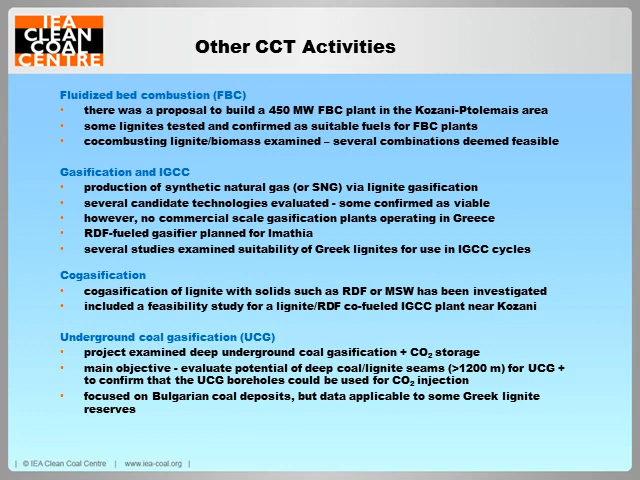 IEA
CLEAN
COAL
CENTRE
Other CCT Activities
Fluidized bed combustion (FBC)
• there was a proposal to build a 450 MW FBC plant in the Kozani-Ptolemais area
• some lignites tested and confirmed as suitable fuels for FBC plants
• cocombusting lignite/biomass examined – several combinations deemed feasible
Gasification and IGCC
• production of synthetic natural gas (or SNG) via lignite gasification
• several candidate technologies evaluated - some confirmed as viable
• however, no commercial scale gasification plants operating in Greece
• RDF-fueled gasifier planned for Imathia
• several studies examined suitability of Greek lignites for use in IGCC cycles
Cogasification
• cogasification of lignite with solids such as RDF or MSW has been investigated
• included a feasibility study for a lignite/RDF co-fueled IGCC plant near Kozani
Underground coal gasification (UCG)
• project examined deep underground coal gasification + CO₂ storage
• main objective - evaluate potential of deep coal/lignite seams (>1200 m) for UCG +
to confirm that the UCG boreholes could be used for CO₂ injection
• focused on Bulgarian coal deposits, but data applicable to some Greek lignite
reserves
| © IEA Clean Coal Centre | www.iea-coal.org |